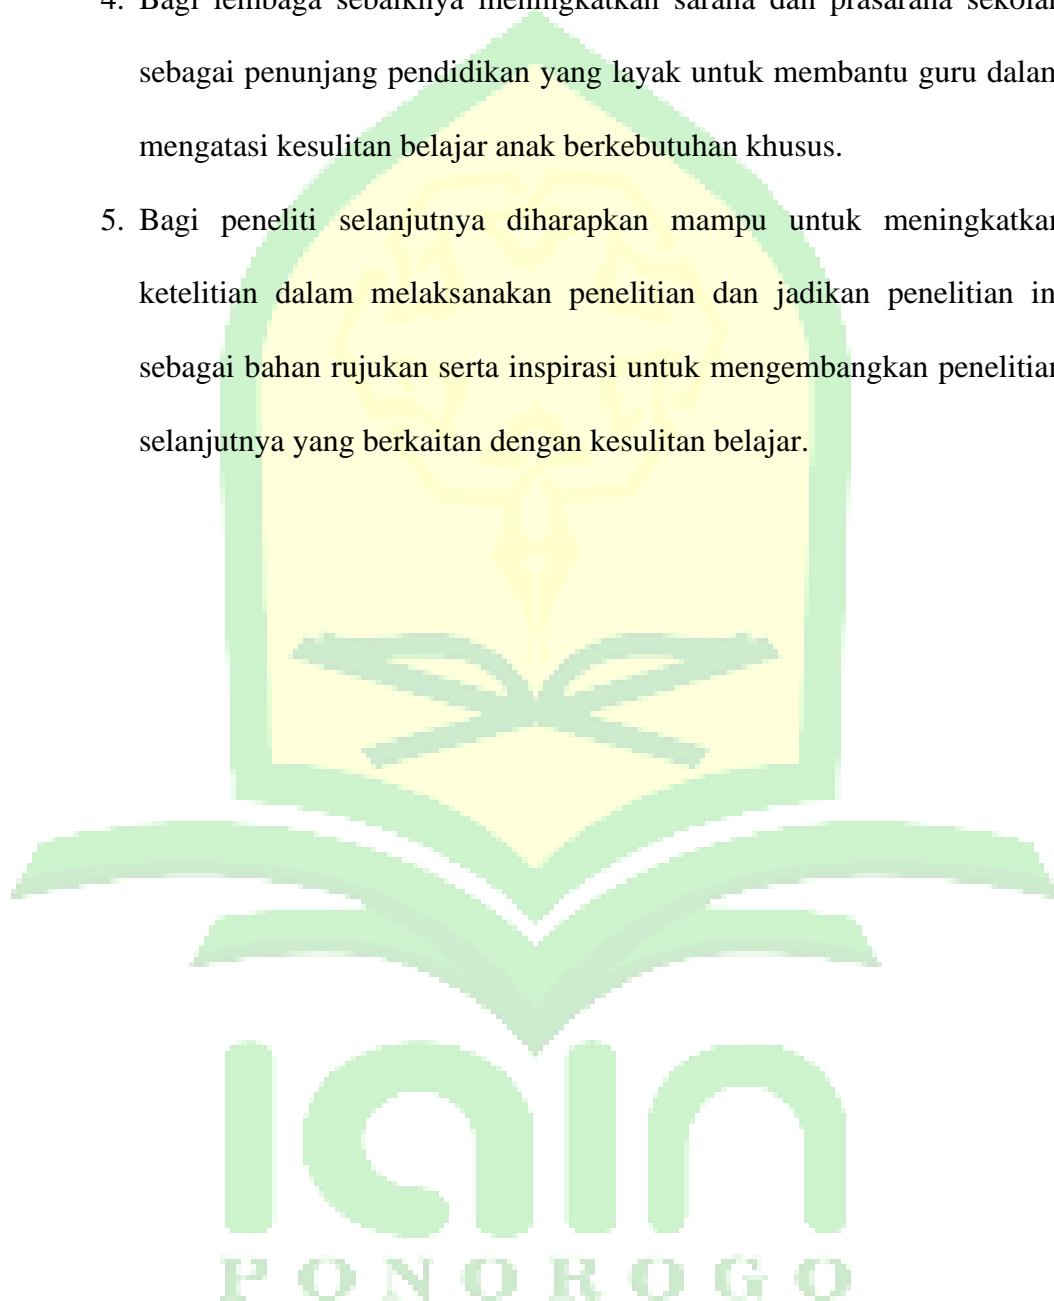 4. Bagi lembaga sebaiknya meningkatkan sarana dan prasarana sekolah
sebagai penunjang pendidikan yang layak untuk membantu guru dalam
mengatasi kesulitan belajar anak berkebutuhan khusus.
5. Bagi peneliti selanjutnya diharapkan mampu untuk meningkatkan
ketelitian dalam melaksanakan penelitian dan jadikan penelitian ini
sebagai bahan rujukan serta inspirasi untuk mengembangkan penelitian
selanjutnya yang berkaitan dengan kesulitan belajar.
iain
PONOROGO